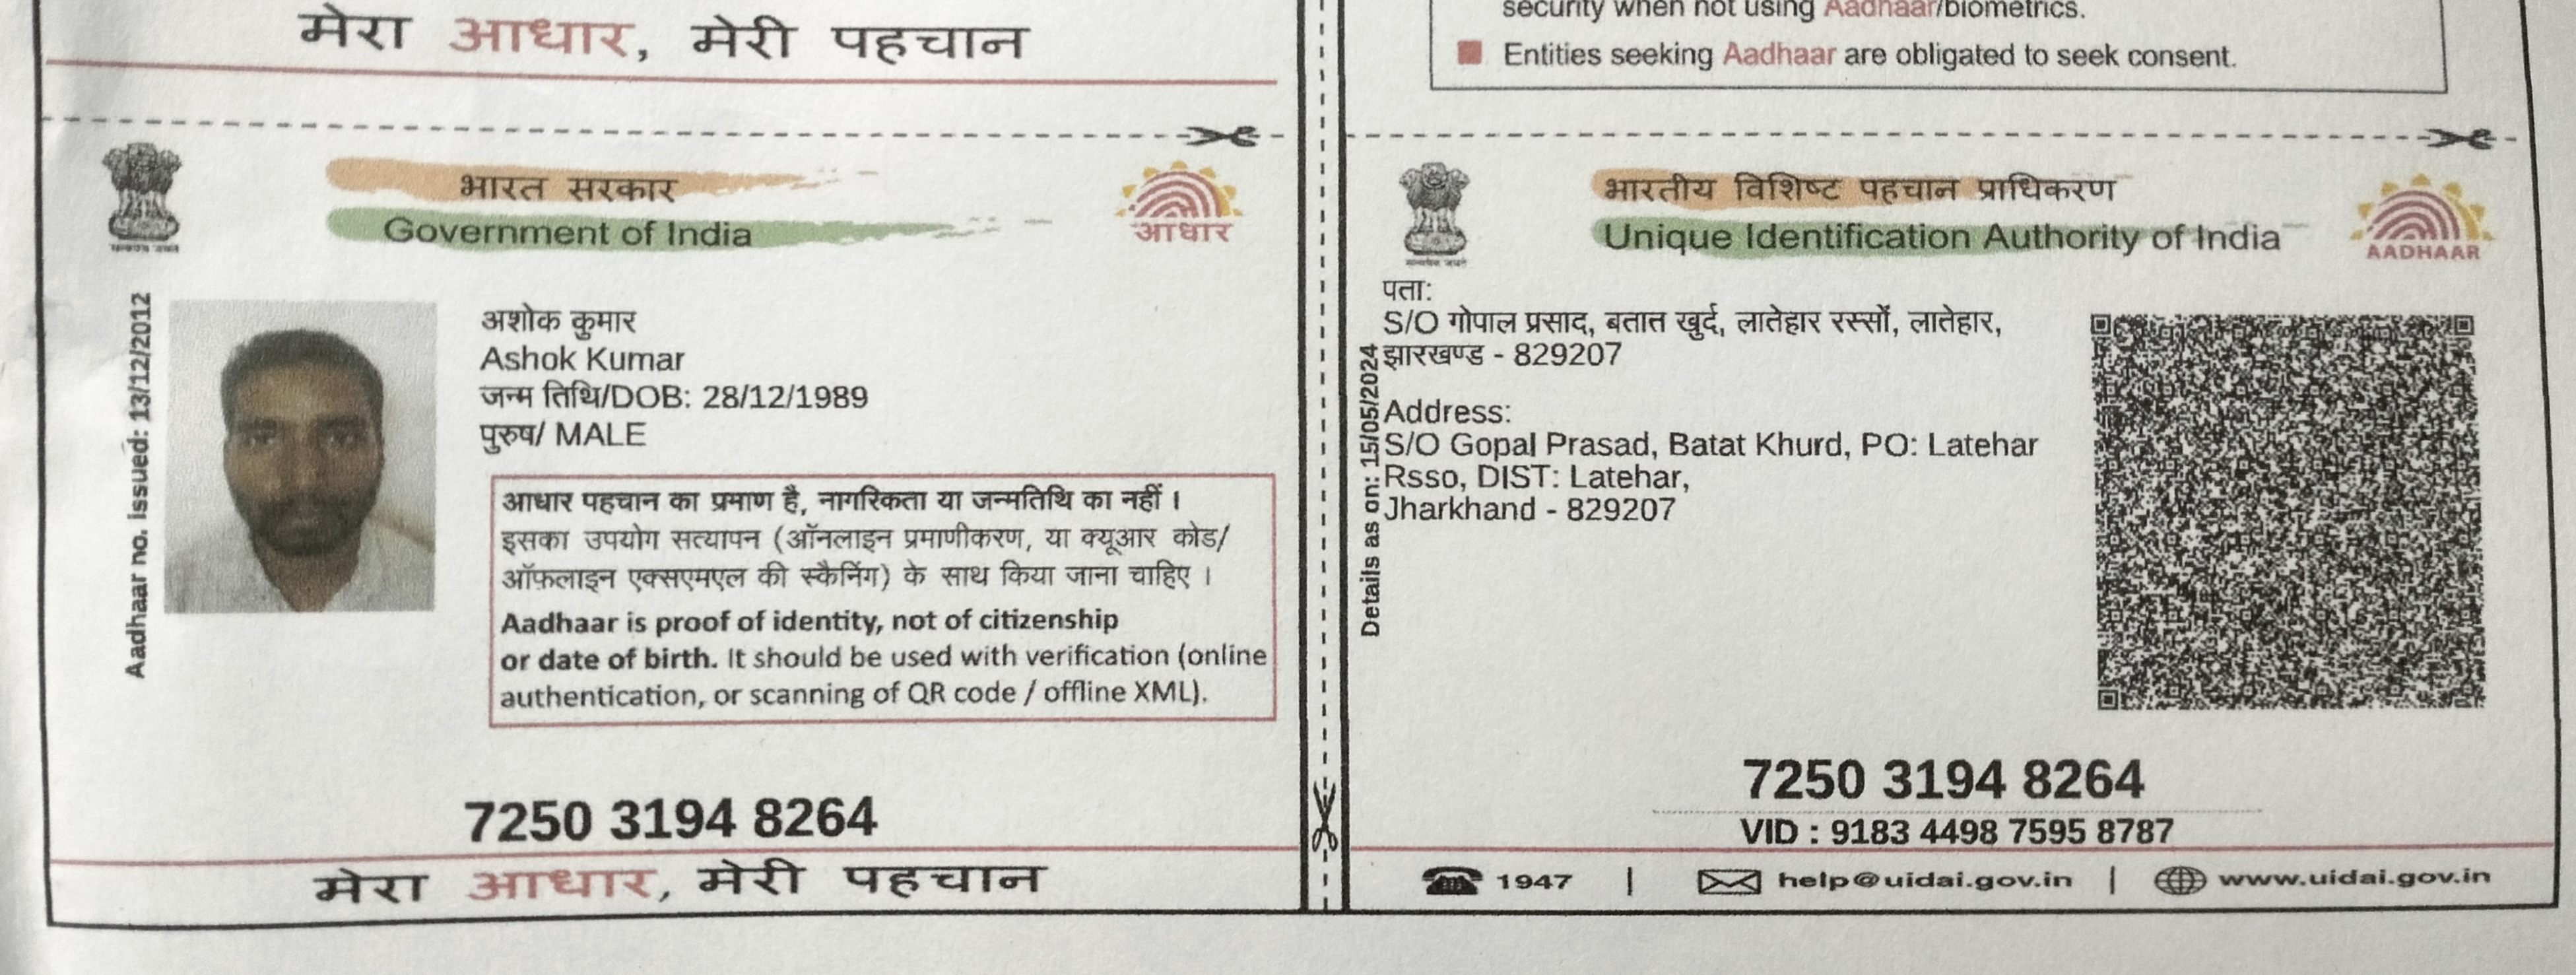 मेरा आधार, मेरी पहचान
security when not using Aadhaar/biometrics.
Entities seeking Aadhaar are obligated to seek consent.
भारत सरकार
Government of India
आधार
Aadhaar no. issued: 13/12/2012
अशोक कुमार
Ashok Kumar
जन्म तिथि/DOB: 28/12/1989
पुरुष/ MALE
आधार पहचान का प्रमाण है, नागरिकता या जन्मतिथि का नहीं ।
इसका उपयोग सत्यापन (ऑनलाइन प्रमाणीकरण, या क्यूआर कोड/
ऑफ़लाइन एक्सएमएल की स्कैनिंग) के साथ किया जाना चाहिए ।
Aadhaar is proof of identity, not of citizenship
or date of birth. It should be used with verification (online
authentication, or scanning of QR code / offline XML).
7250 3194 8264
मेरा आधार, मेरी पहचान
भारतीय विशिष्ट पहचान प्राधिकरण
Unique Identification Authority of India
AADHAAR
Details as on: 15/05/2024
पता:
S/O गोपाल प्रसाद, बतात खुर्द, लातेहार रस्सों, लातेहार,
झारखण्ड - 829207
Address:
S/O Gopal Prasad, Batat Khurd, PO: Latehar
Rsso, DIST: Latehar,
Jharkhand - 829207
7250 3194 8264
VID : 9183 4498 7595 8787
1947 | help@uidai.gov.in | www.uidai.gov.in